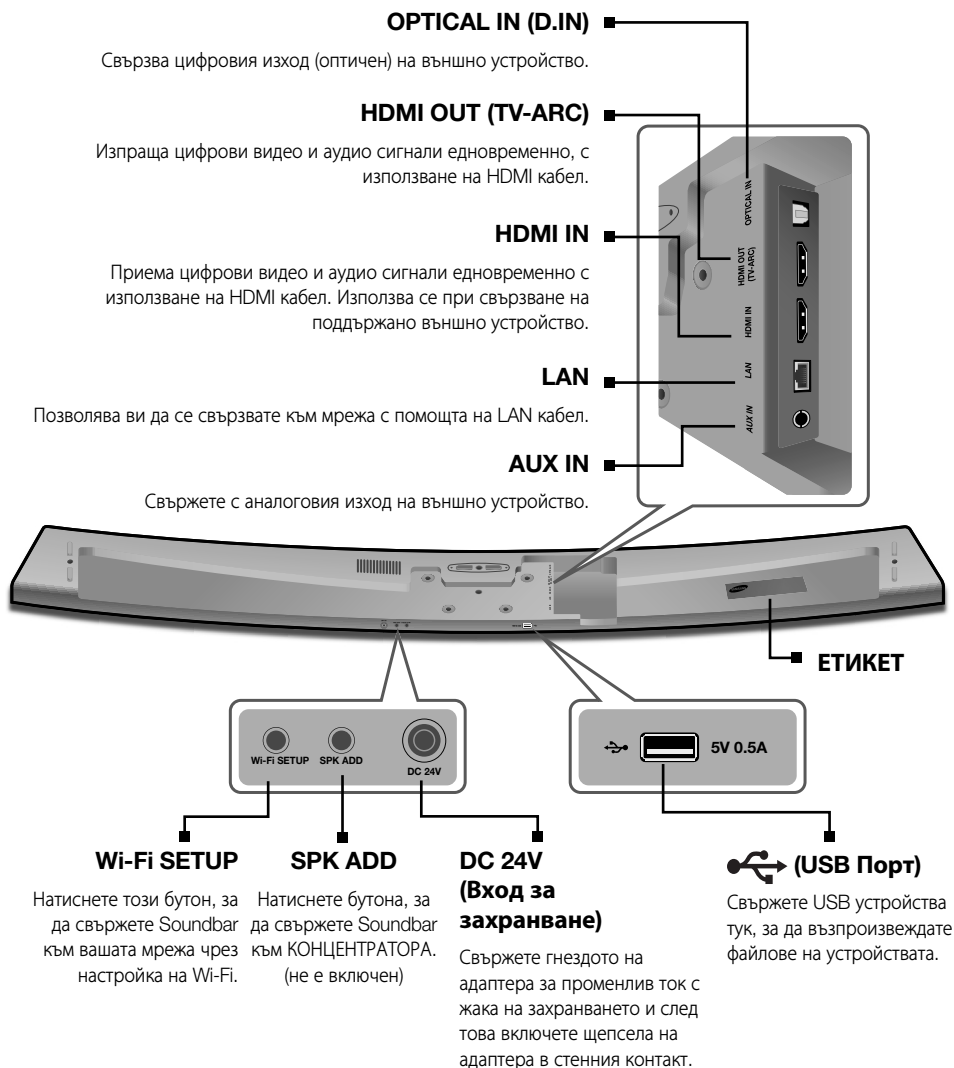 OPTICAL IN (D.IN)
Свързва цифровия изход (оптичен) на външно устройство.
HDMI OUT (TV-ARC)
Изпраща цифрови видео и аудио сигнали едновременно, с
използване на HDMI кабел.
HDMI IN
Приема цифрови видео и аудио сигнали едновременно с
използване на HDMI кабел. Използва се при свързване на
поддържано външно устройство.
LAN
Позволява ви да се свързвате към мрежа с помощта на LAN кабел.
AUX IN
Свържете с аналоговия изход на външно устройство.
OPTICAL IN
HDMI OUT
(TV-ARC)
HDMI IN
LAN
AUX IN
ЕТИКЕТ
Wi-Fi SETUP
SPK ADD
DC 24V
5V 0.5A
Wi-Fi SETUP
Натиснете този бутон, за
да свържете Soundbar
към вашата мрежа чрез
настройка на Wi-Fi.
SPK ADD
Натиснете бутона, за
да свържете Soundbar
към КОНЦЕНТРАТОРА.
(не е включен)
DC 24V
(Вход за
захранване)
Свържете гнездото на
адаптера за променлив ток с
жака на захранването и след
това включете щепсела на
адаптера в стенния контакт.
(USB Порт)
Свържете USB устройства
тук, за да възпроизвеждате
файлове на устройствата.